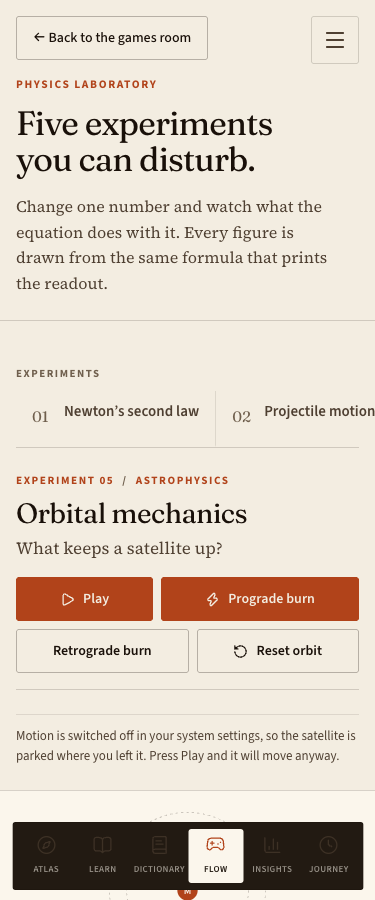 ← Back to the games room
PHYSICS LABORATORY
Five experiments
you can disturb.
Change one number and watch what the
equation does with it. Every figure is
drawn from the same formula that prints
the readout.
EXPERIMENTS
01 Newton’s second law 02 Projectile motion
EXPERIMENT 05 / ASTROPHYSICS
Orbital mechanics
What keeps a satellite up?
Play Prograde burn
Retrograde burn Reset orbit
Motion is switched off in your system settings, so the satellite is
parked where you left it. Press Play and it will move anyway.
ATLAS LEARN DICTIONARY FLOW INSIGHTS JOURNEY
M